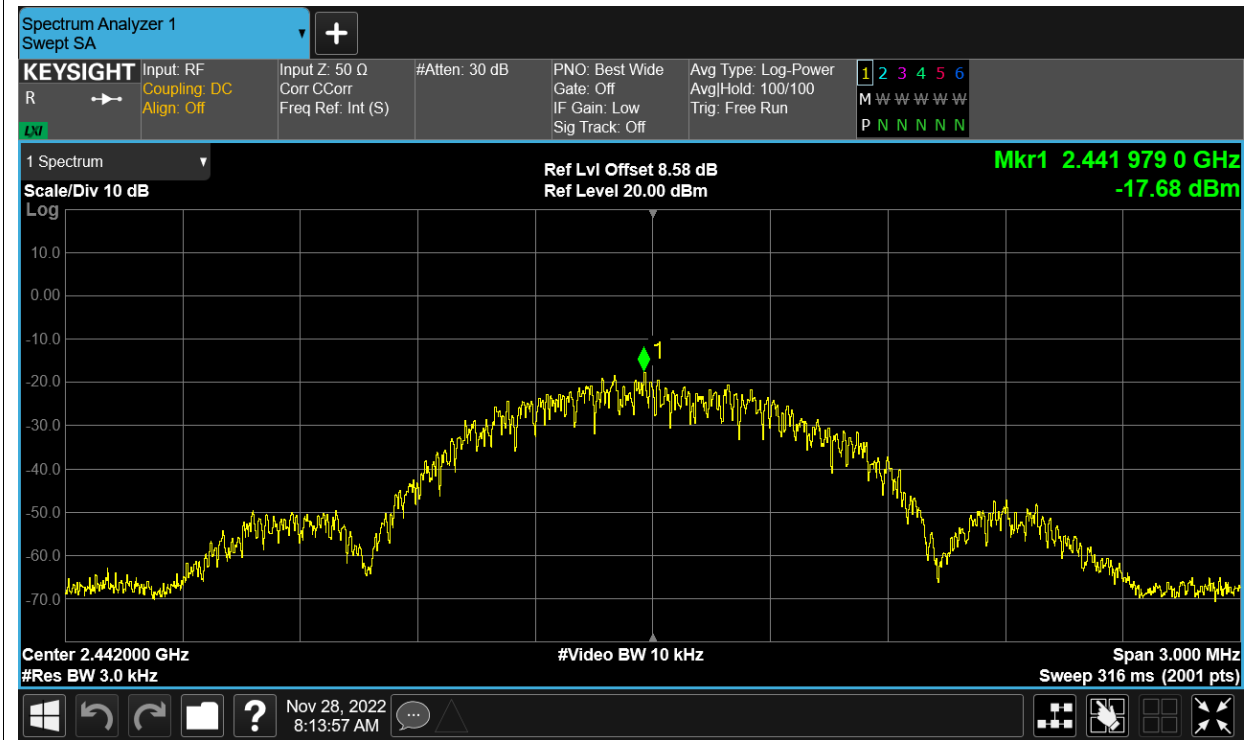 Spectrum Analyzer 1
Swept SA
KEYSIGHT
R
LXI
Input: RF
Coupling: DC
Align: Off
Input Z: 50 Ω
Corr CCorr
Freq Ref: Int (S)
#Atten: 30 dB
PNO: Best Wide
Gate: Off
IF Gain: Low
Sig Track: Off
Avg Type: Log-Power
Avg|Hold: 100/100
Trig: Free Run
1 2 3 4 5 6
M W W W W W
P N N N N N
1 Spectrum
Scale/Div 10 dB
Log
Ref Lvl Offset 8.58 dB
Ref Level 20.00 dBm
Mkr1 2.441 979 0 GHz
-17.68 dBm
10.0
0.00
-10.0
-20.0
-30.0
-40.0
-50.0
-60.0
-70.0
1
Center 2.442000 GHz
#Res BW 3.0 kHz
#Video BW 10 kHz
Span 3.000 MHz
Sweep 316 ms (2001 pts)
?
Nov 28, 2022
8:13:57 AM